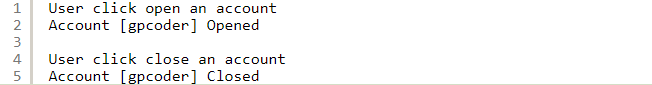 1 User click open an account
2 Account [gpcoder] Opened
3
4 User click close an account
5 Account [gpcoder] Closed